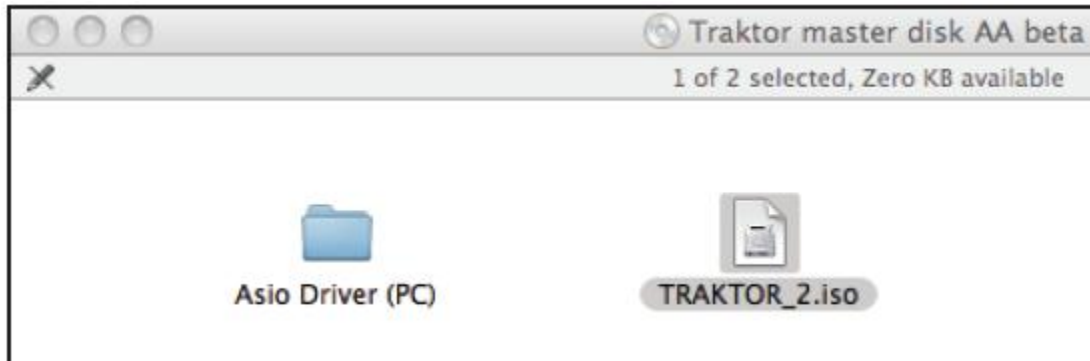 Traktor master disk AA beta
1 of 2 selected, Zero KB available
Asio Driver (PC)
TRAKTOR_2.iso